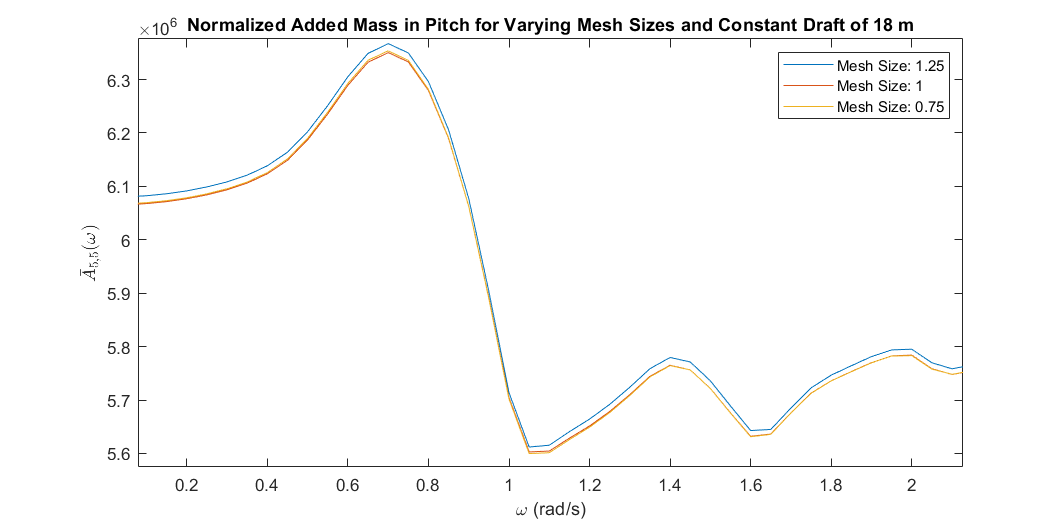 ×10⁶
Normalized Added Mass in Pitch for Varying Mesh Sizes and Constant Draft of 18 m
Mesh Size: 1.25
Mesh Size: 1
Mesh Size: 0.75
6.3
6.2
6.1
6
5.9
5.8
5.7
5.6
Ā₅,₅(ω)
0.2 0.4 0.6 0.8 1 1.2 1.4 1.6 1.8 2
ω (rad/s)